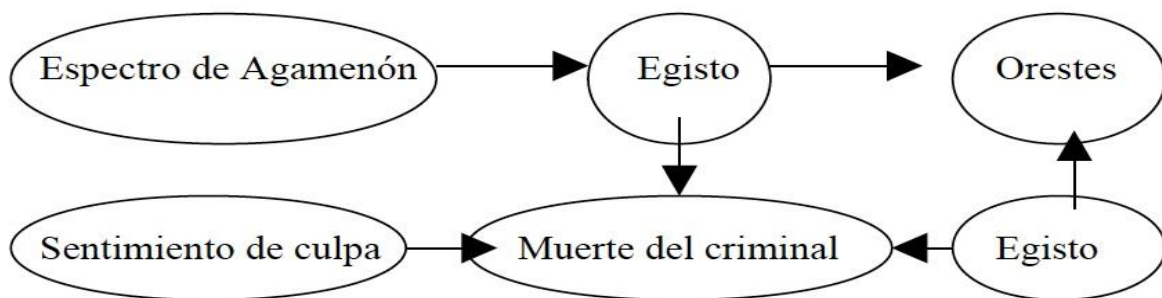 Espectro de Agamenón
Egisto
Orestes
Sentimiento de culpa
Muerte del criminal
Egisto